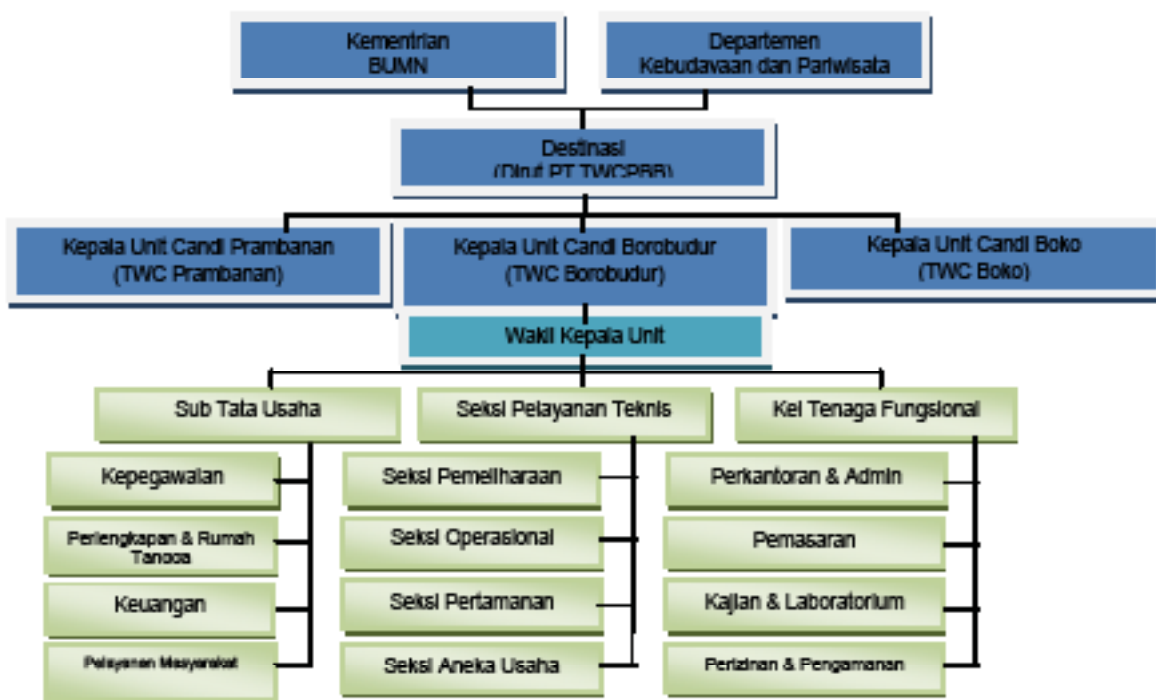 Kementrian
BUMN
Departemen
Kebudayaan dan Pariwisata
Destinasi
(Dirut PT TWCPBB)
Kepala Unit Candi Prambanan
(TWC Prambanan)
Kepala Unit Candi Borobudur
(TWC Borobudur)
Kepala Unit Candi Boko
(TWC Boko)
Wakil Kepala Unit
Sub Tata Usaha
Seksi Pelayanan Teknis
Kel Tenaga Fungsional
Kepegawaian
Perlengkapan & Rumah
Tangga
Keuangan
Pelayanan Masyarakat
Seksi Pemeliharaan
Seksi Operasional
Seksi Pertamanan
Seksi Aneka Usaha
Perkantoran & Admin
Pemasaran
Kajian & Laboratorium
Perizinan & Pengamanan